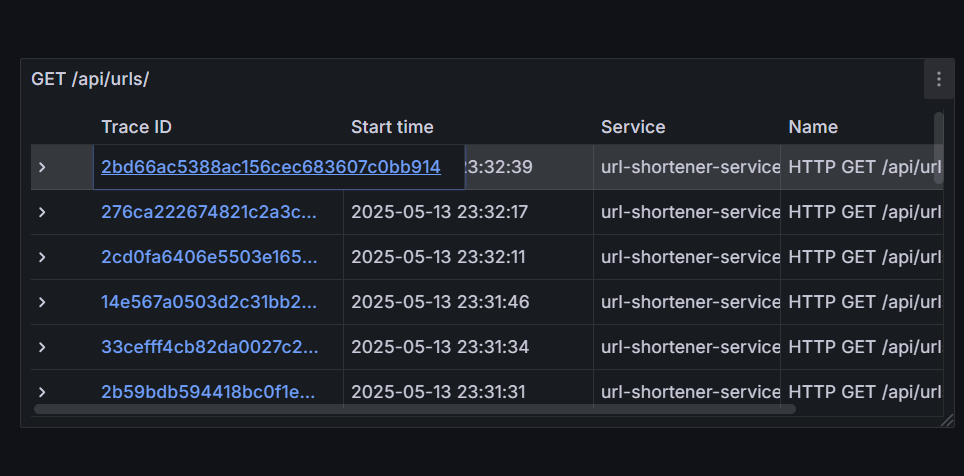 GET /api/urls/
Trace ID Start time Service Name
2bd66ac5388ac156cec683607c0bb914 23:32:39 url-shortener-service HTTP GET /api/url
276ca222674821c2a3c... 2025-05-13 23:32:17 url-shortener-service HTTP GET /api/url
2cd0fa6406e5503e165... 2025-05-13 23:32:11 url-shortener-service HTTP GET /api/url
14e567a0503d2c31bb2... 2025-05-13 23:31:46 url-shortener-service HTTP GET /api/url
33cefff4cb82da0027c2... 2025-05-13 23:31:34 url-shortener-service HTTP GET /api/url
2b59bdb594418bc0f1e... 2025-05-13 23:31:31 url-shortener-service HTTP GET /api/url